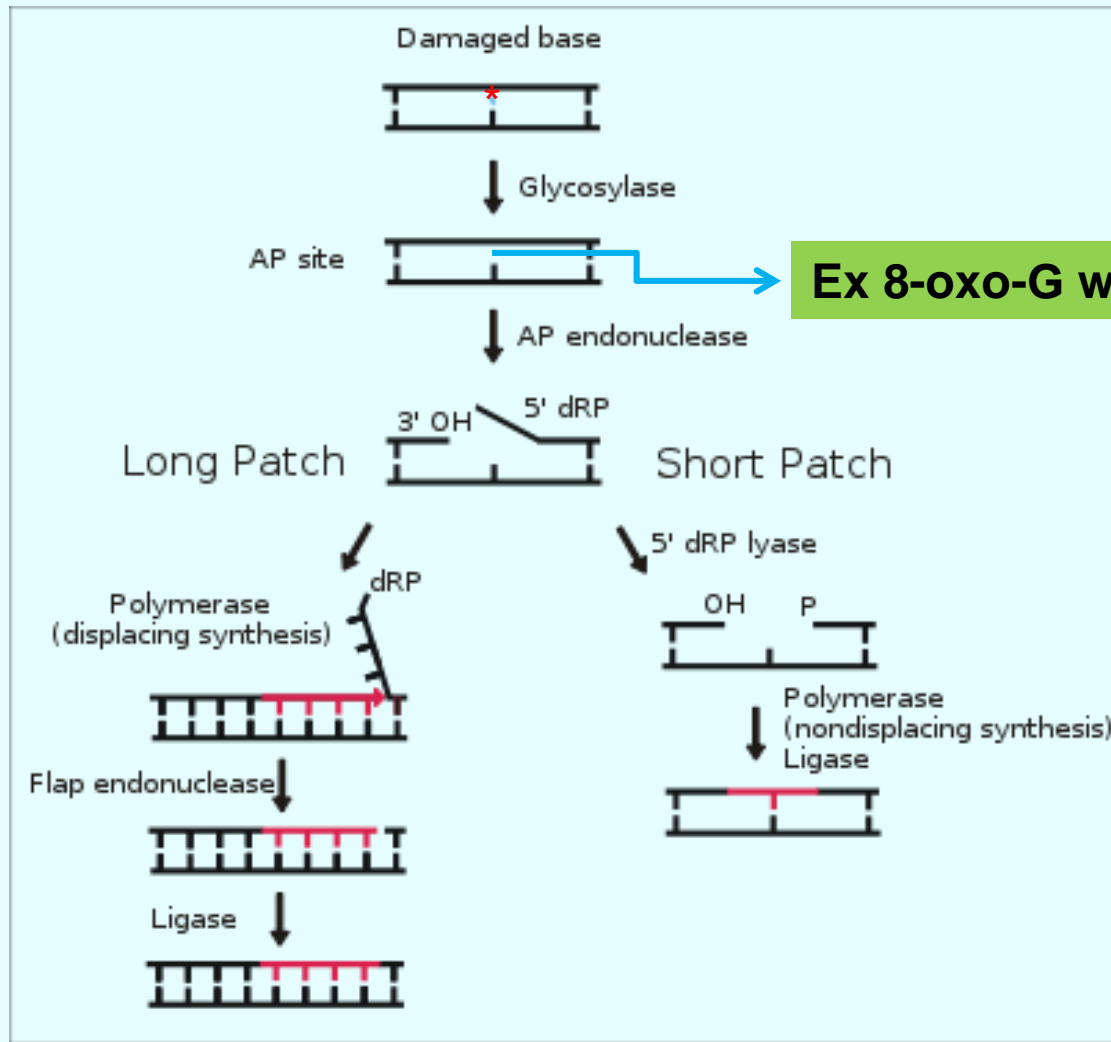 Damaged base
*
Glycosylase
AP site
Ex 8-oxo-G w
AP endonuclease
3' OH
5' dRP
Long Patch
Short Patch
5' dRP lyase
dRP
Polymerase
(displacing synthesis)
OH
P
Polymerase
(nondisplacing synthesis)
Ligase
Flap endonuclease
Ligase